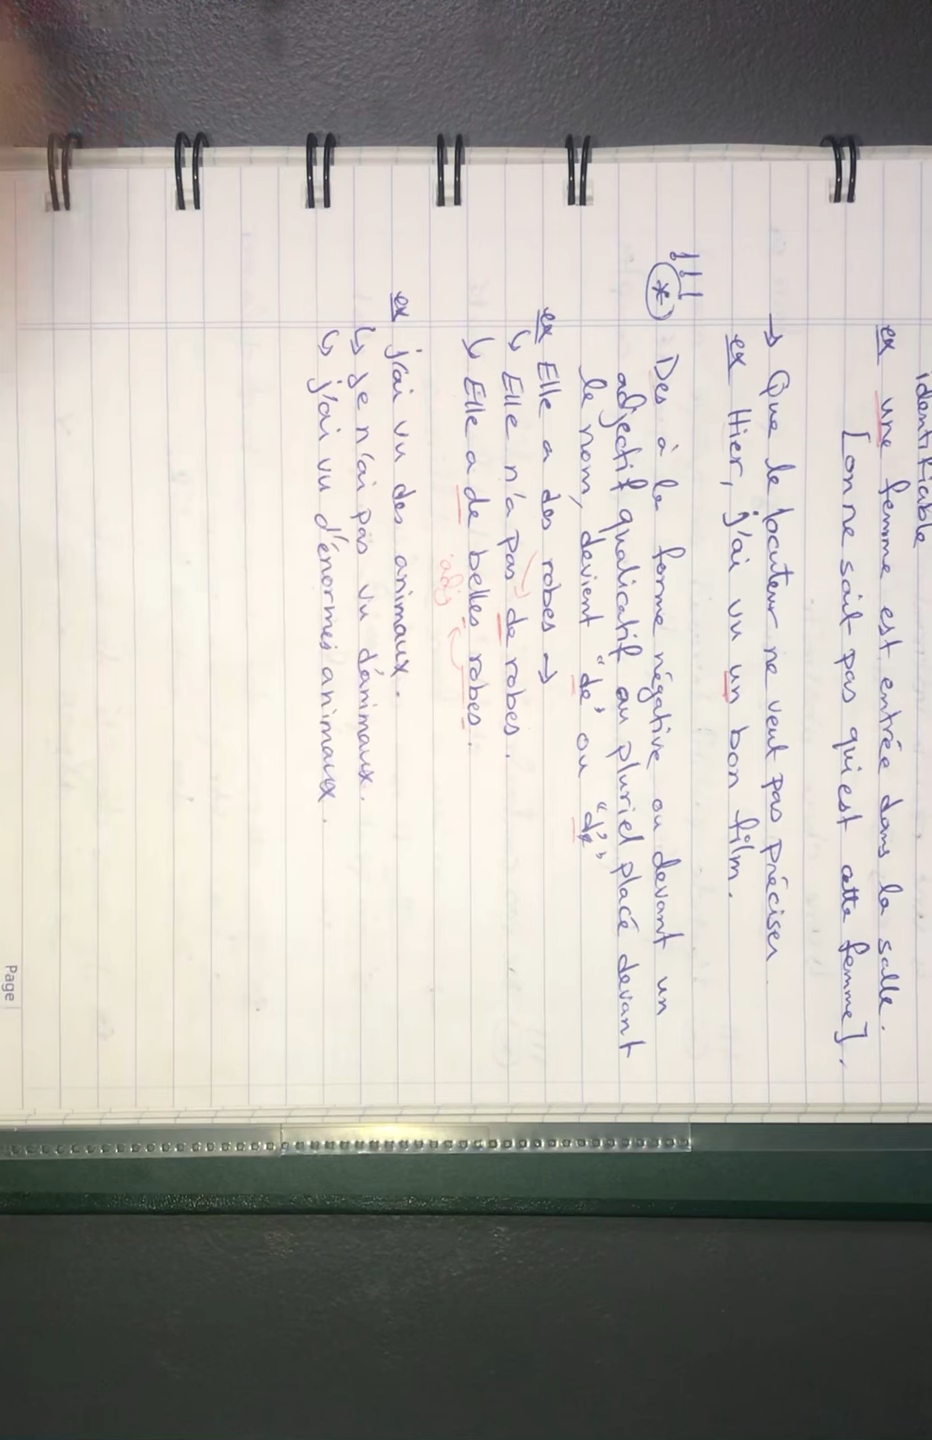 identifiable
ex une femme est entrée dans la salle.
[on ne sait pas qui est cette femme].
→ Que le locuteur ne veut pas préciser
ex Hier, j'ai vu un bon film.
!!!
* Des à la forme négative ou devant un
adjectif qualificatif au pluriel placé devant
le nom, devient "de" ou "d'"
ex Elle a des robes →
↳ Elle n'a pas de robes.
↳ Elle a de belles robes.
adj
ex j'ai vu des animaux.
↳ je n'ai pas vu d'animaux.
↳ j'ai vu d'énormes animaux.
Page